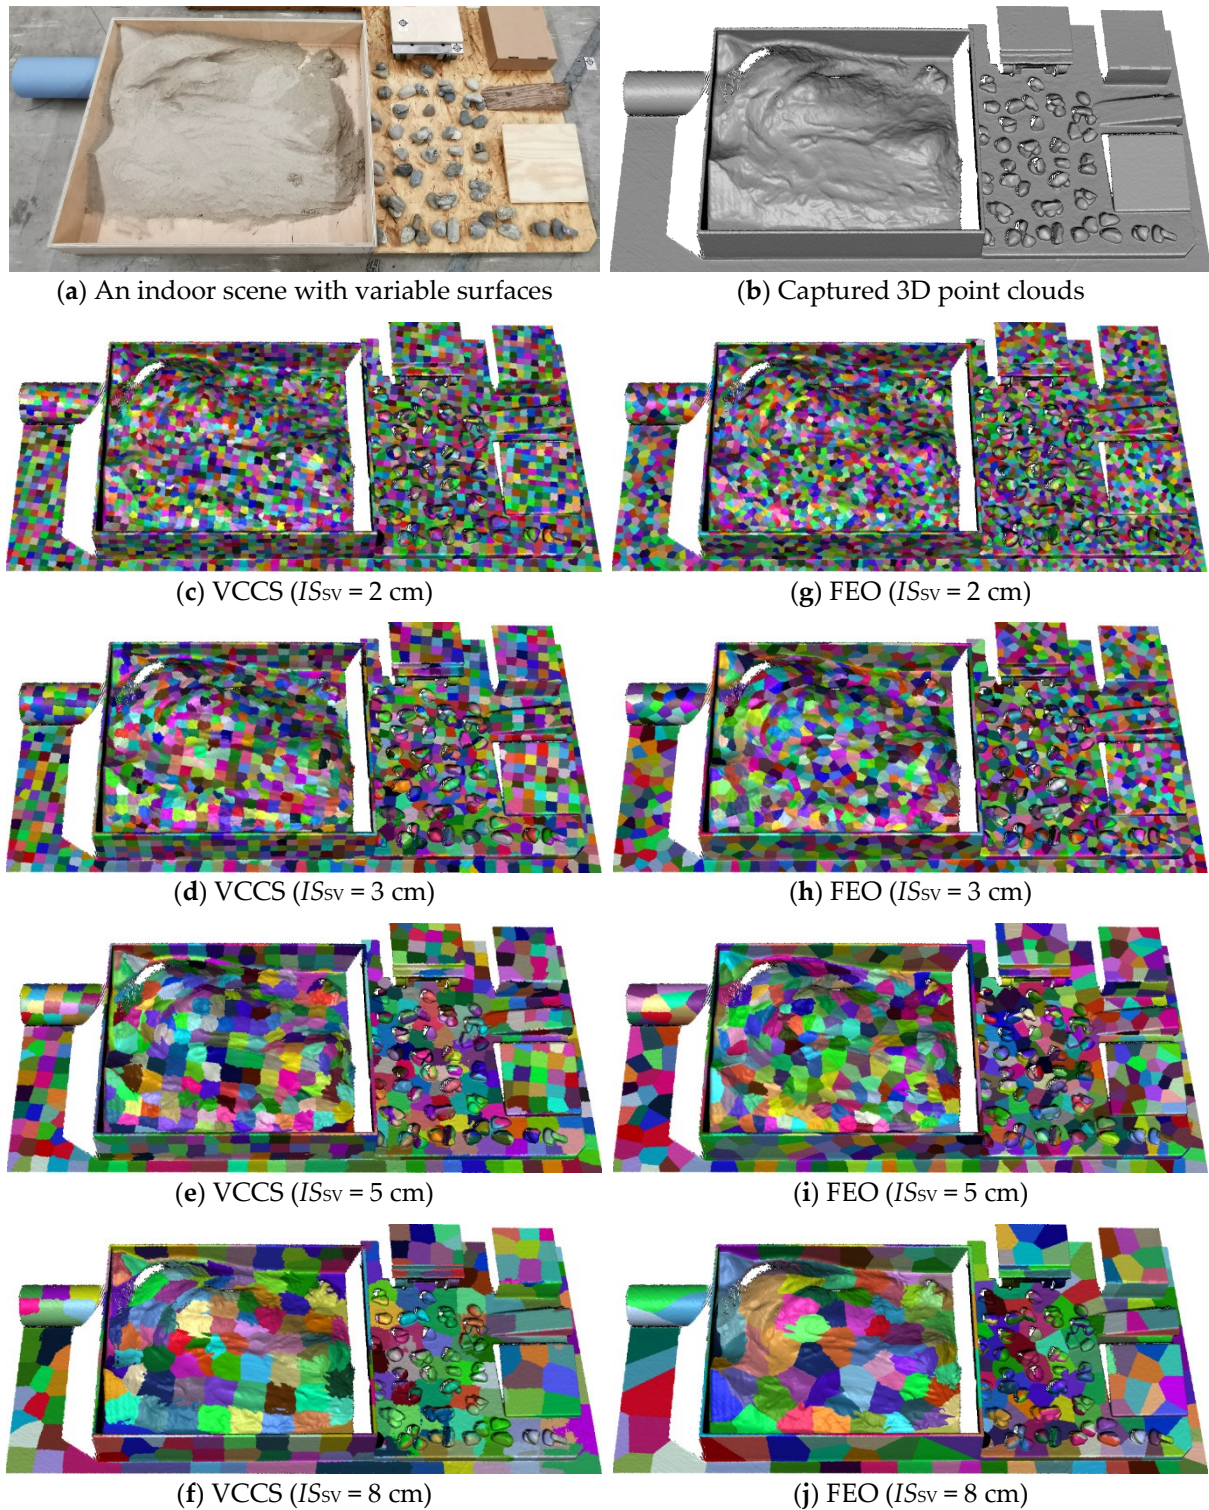 (a) An indoor scene with variable surfaces
(b) Captured 3D point clouds
(c) VCCS (ISSV = 2 cm)
(g) FEO (ISSV = 2 cm)
(d) VCCS (ISSV = 3 cm)
(h) FEO (ISSV = 3 cm)
(e) VCCS (ISSV = 5 cm)
(i) FEO (ISSV = 5 cm)
(f) VCCS (ISSV = 8 cm)
(j) FEO (ISSV = 8 cm)